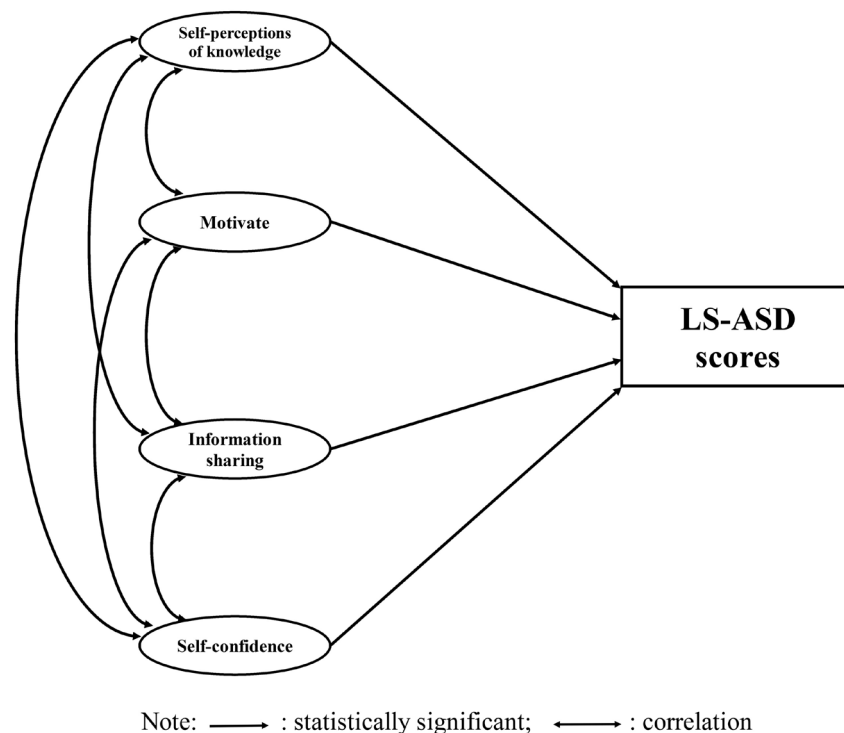 Self-perceptions
of knowledge
Motivate
LS-ASD
scores
Information
sharing
Self-confidence
Note: : statistically significant; : correlation